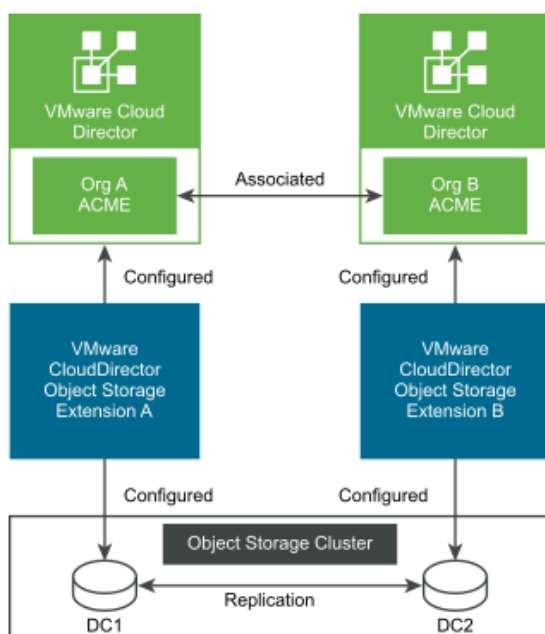 VMware Cloud
Director
VMware Cloud
Director
Org A
ACME
Associated
Org B
ACME
Configured
Configured
VMware
CloudDirector
Object Storage
Extension A
VMware
CloudDirector
Object Storage
Extension B
Configured
Configured
Object Storage Cluster
Replication
DC1
DC2